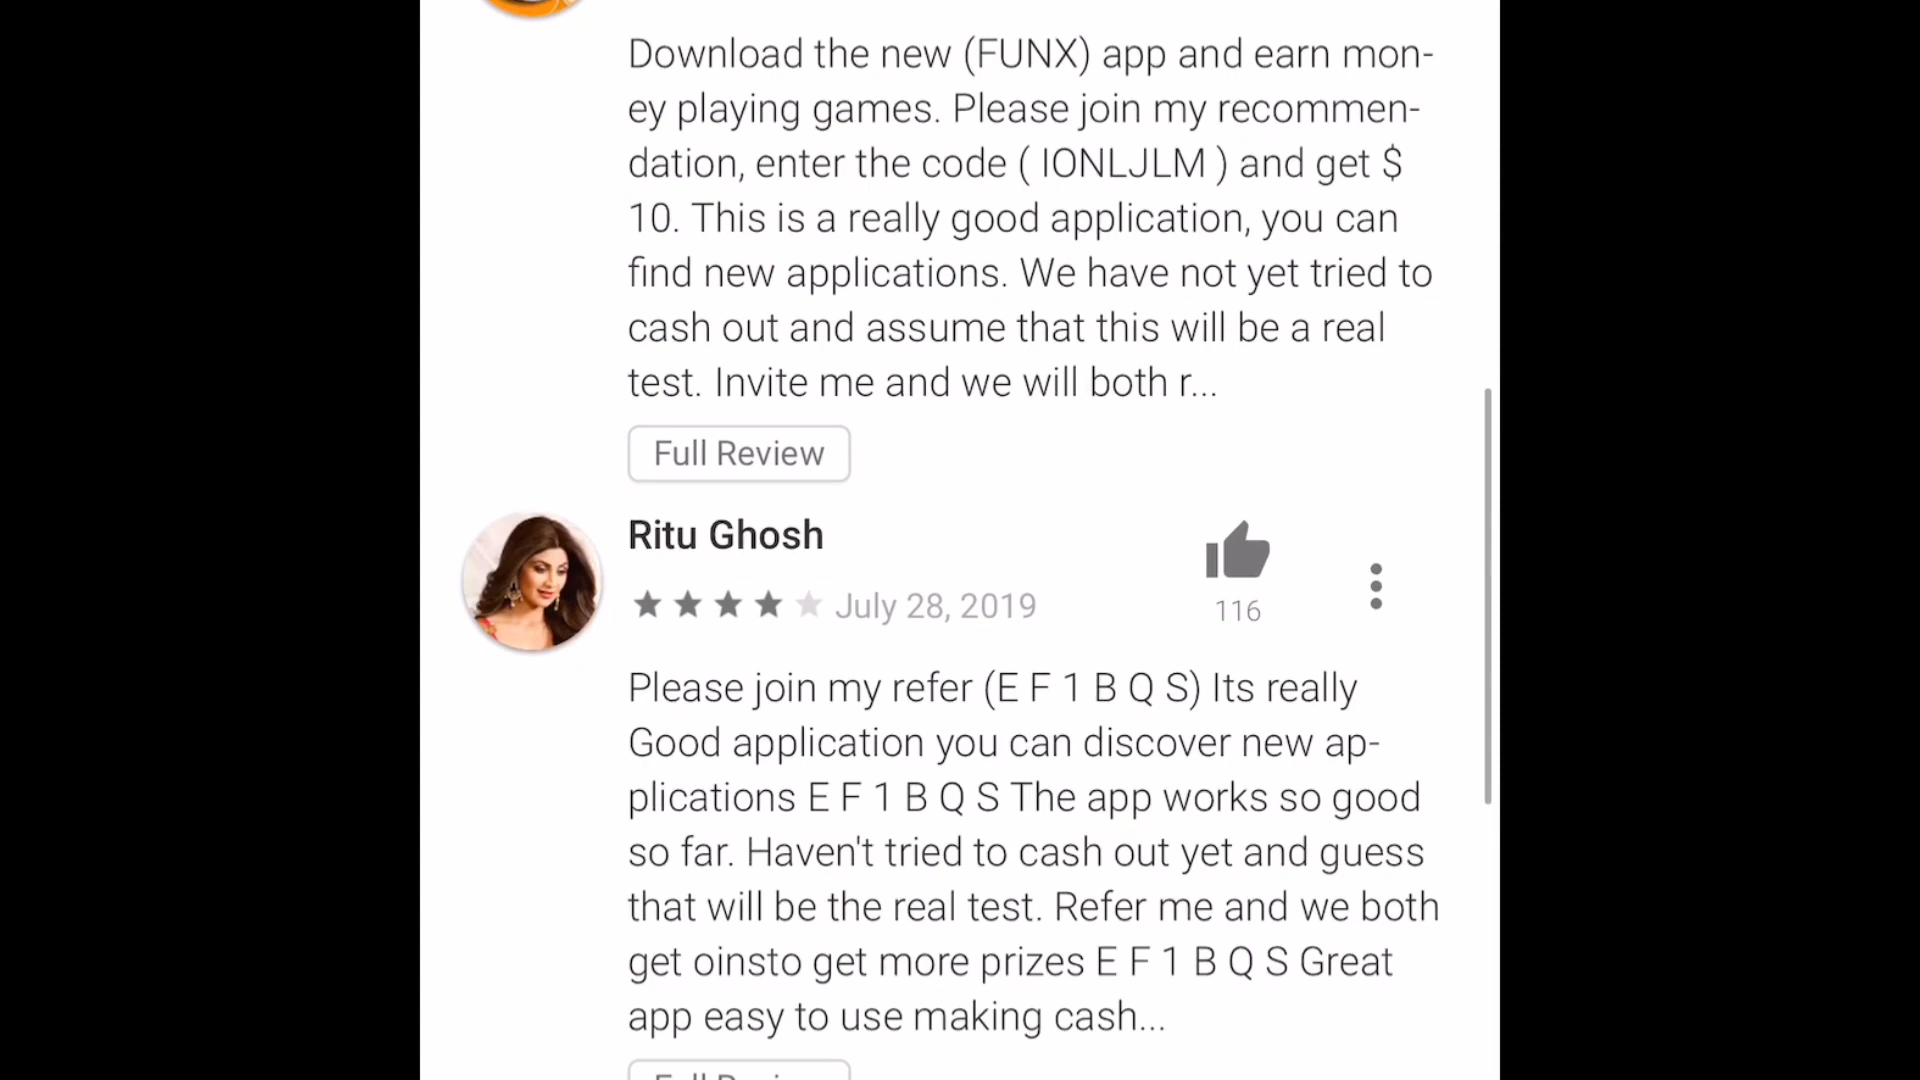 Download the new (FUNX) app and earn mon-
ey playing games. Please join my recommen-
dation, enter the code ( IONLJLM ) and get $
10. This is a really good application, you can
find new applications. We have not yet tried to
cash out and assume that this will be a real
test. Invite me and we will both r...
Full Review
Ritu Ghosh
July 28, 2019
116
Please join my refer (E F 1 B Q S) Its really
Good application you can discover new ap-
plications E F 1 B Q S The app works so good
so far. Haven't tried to cash out yet and guess
that will be the real test. Refer me and we both
get oinsto get more prizes E F 1 B Q S Great
app easy to use making cash...